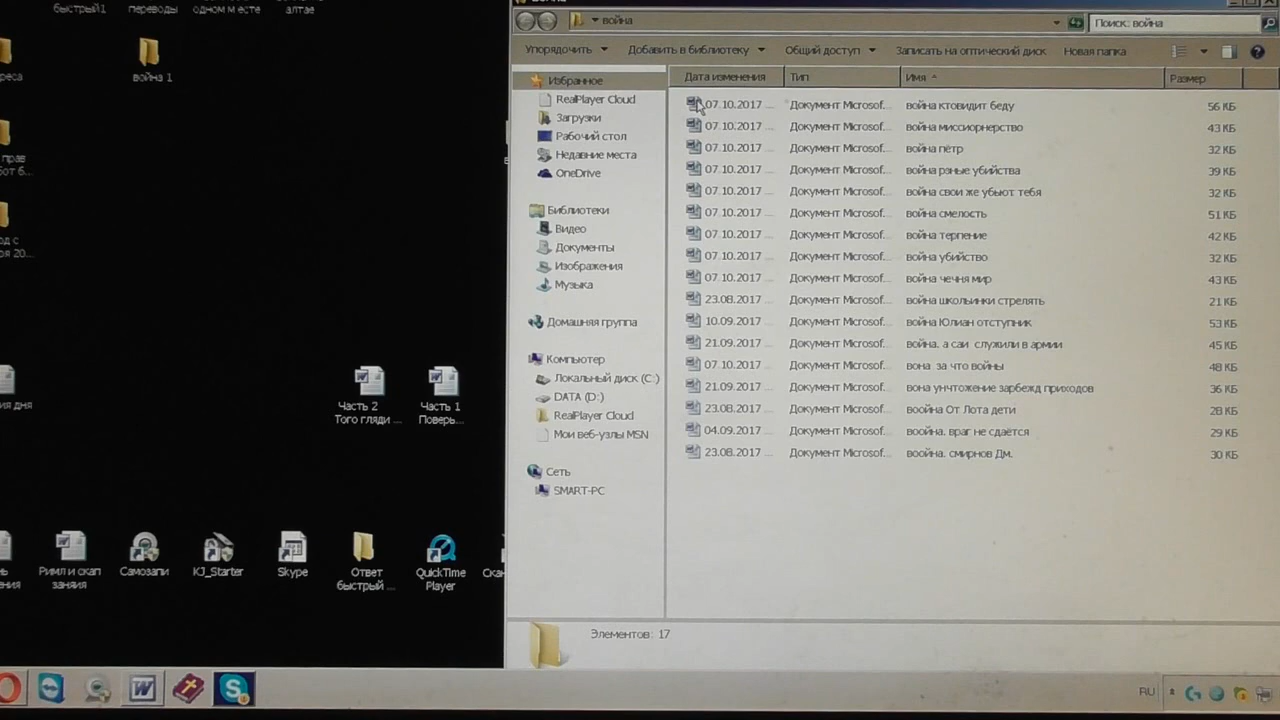 быстрый1
переводы
одном месте
алтае
война 1
Часть 2
Того гляди ...
Часть 1
Поверь...
Самозапи
KJ_Starter
Skype
Ответ
быстрый ...
QuickTime
Player
война
Поиск: война
Упорядочить
Добавить в библиотеку
Общий доступ
Записать на оптический диск
Новая папка
Избранное
RealPlayer Cloud
Загрузки
Рабочий стол
Недавние места
OneDrive
Библиотеки
Видео
Документы
Изображения
Музыка
Домашняя группа
Компьютер
Локальный диск (C:)
DATA (D:)
RealPlayer Cloud
Мои веб-узлы MSN
Сеть
SMART-PC
Дата изменения Тип Имя Размер
07.10.2017 ... Документ Microsof... война ктовидит беду 56 КБ
07.10.2017 ... Документ Microsof... война миссиорнерство 43 КБ
07.10.2017 ... Документ Microsof... война пётр 32 КБ
07.10.2017 ... Документ Microsof... война рзные убийства 39 КБ
07.10.2017 ... Документ Microsof... война свои же убьют тебя 32 КБ
07.10.2017 ... Документ Microsof... война смелость 51 КБ
07.10.2017 ... Документ Microsof... война терпение 42 КБ
07.10.2017 ... Документ Microsof... война убийство 32 КБ
07.10.2017 ... Документ Microsof... война чечня мир 43 КБ
23.08.2017 ... Документ Microsof... война школьинки стрелять 21 КБ
10.09.2017 ... Документ Microsof... война Юлиан отступник 53 КБ
21.09.2017 ... Документ Microsof... война. а саи служили в армии 45 КБ
07.10.2017 ... Документ Microsof... вона за что войны 48 КБ
21.09.2017 ... Документ Microsof... вона унчтожение зарбежд приходов 36 КБ
23.08.2017 ... Документ Microsof... воойна От Лота дети 28 КБ
04.09.2017 ... Документ Microsof... воойна. враг не сдаётся 29 КБ
23.08.2017 ... Документ Microsof... воойна. смирнов Дм. 30 КБ
Элементов: 17
RU